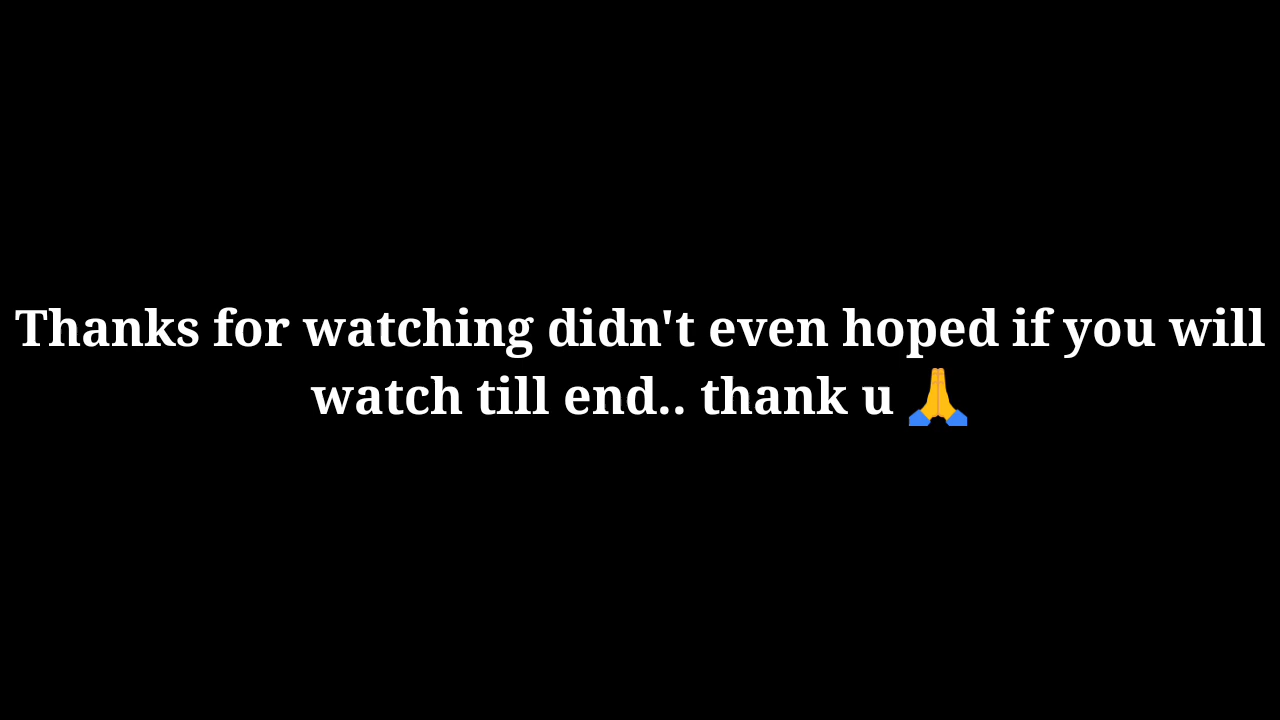 Thanks for watching didn't even hoped if you will
watch till end.. thank u 🙏